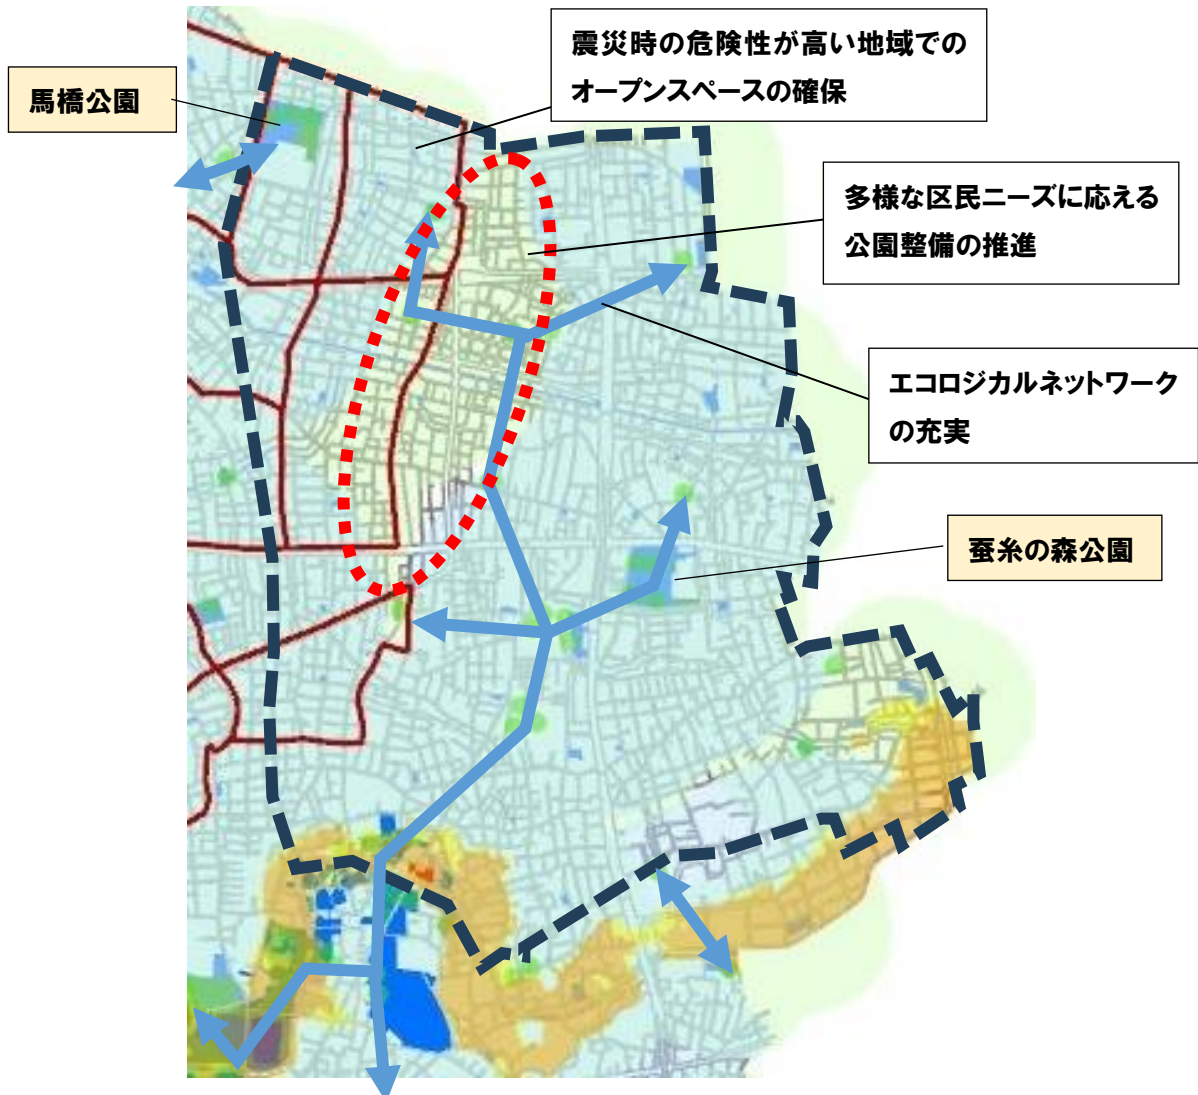 震災時の危険性が高い地域での
オープンスペースの確保
馬橋公園
多様な区民ニーズに応える
公園整備の推進
エコロジカルネットワーク
の充実
蚕糸の森公園